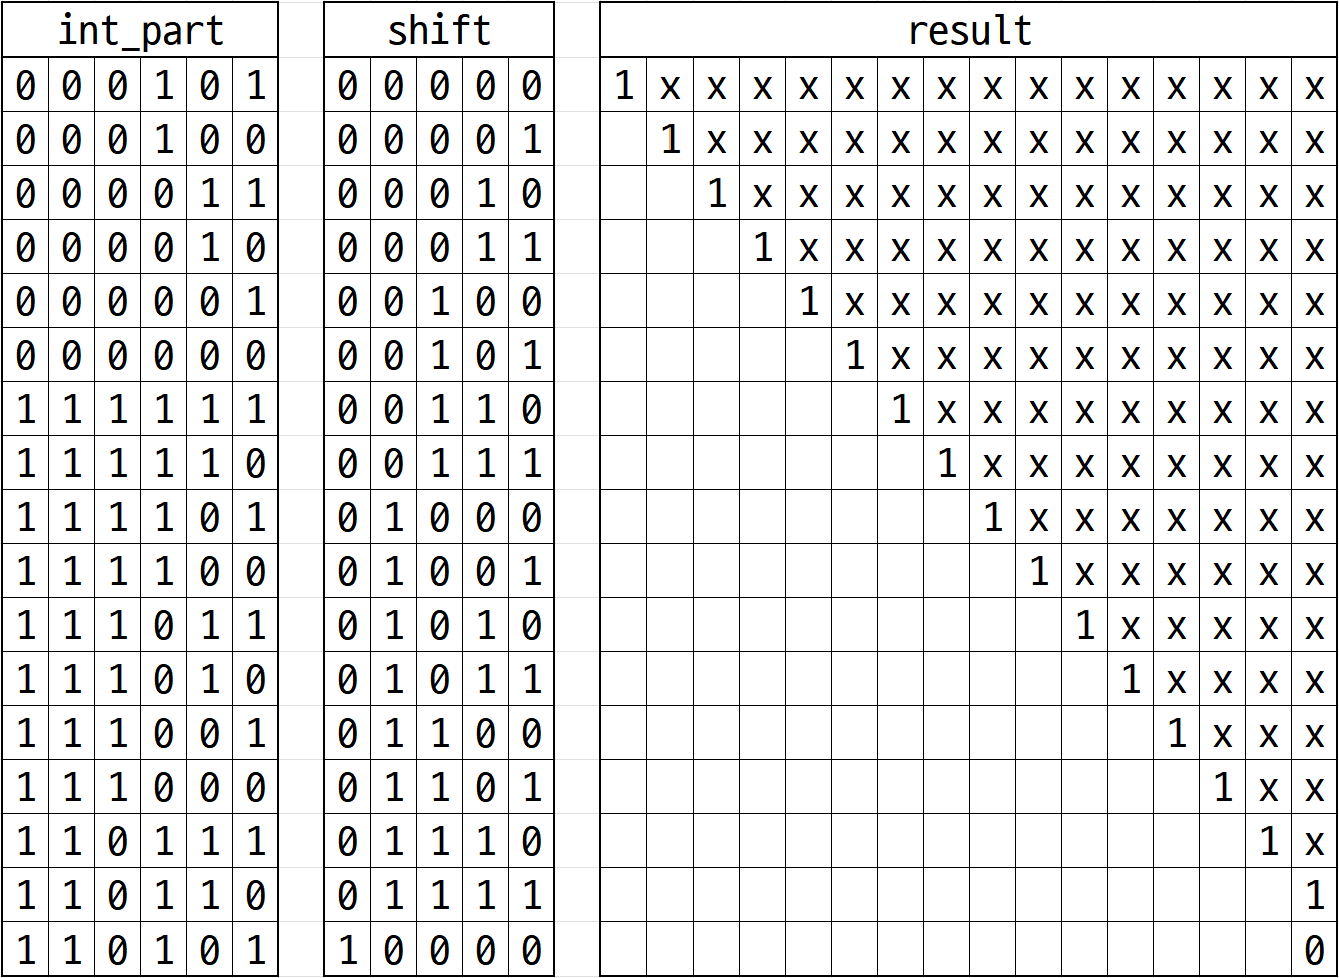 int_part shift result
0 0 0 1 0 1 0 0 0 0 0 1 x x x x x x x x x x x x x x x
0 0 0 1 0 0 0 0 0 0 1 1 x x x x x x x x x x x x x x
0 0 0 0 1 1 0 0 0 1 0 1 x x x x x x x x x x x x x
0 0 0 0 1 0 0 0 0 1 1 1 x x x x x x x x x x x x
0 0 0 0 0 1 0 0 1 0 0 1 x x x x x x x x x x x
0 0 0 0 0 0 0 0 1 0 1 1 x x x x x x x x x x
1 1 1 1 1 1 0 0 1 1 0 1 x x x x x x x x x
1 1 1 1 1 0 0 0 1 1 1 1 x x x x x x x x
1 1 1 1 0 1 0 1 0 0 0 1 x x x x x x x
1 1 1 1 0 0 0 1 0 0 1 1 x x x x x x
1 1 1 0 1 1 0 1 0 1 0 1 x x x x x
1 1 1 0 1 0 0 1 0 1 1 1 x x x x
1 1 1 0 0 1 0 1 1 0 0 1 x x x
1 1 1 0 0 0 0 1 1 0 1 1 x x
1 1 0 1 1 1 0 1 1 1 0 1 x
1 1 0 1 1 0 0 1 1 1 1 1
1 1 0 1 0 1 1 0 0 0 0 0